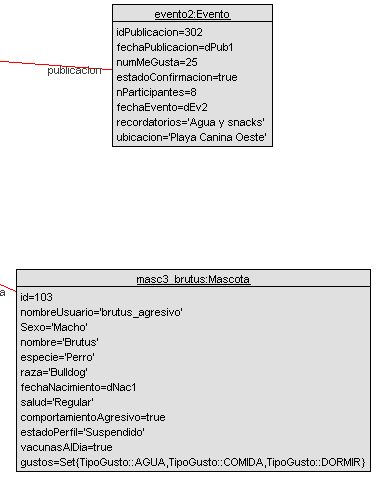 evento2:Evento
idPublicacion=302
fechaPublicacion=dPub1
numMeGusta=25
estadoConfirmacion=true
nParticipantes=8
fechaEvento=dEv2
recordatorios='Agua y snacks'
ubicacion='Playa Canina Oeste'
publicacion
masc3_brutus:Mascota
a
id=103
nombreUsuario='brutus_agresivo'
Sexo='Macho'
nombre='Brutus'
especie='Perro'
raza='Bulldog'
fechaNacimiento=dNac1
salud='Regular'
comportamientoAgresivo=true
estadoPerfil='Suspendido'
vacunasAlDia=true
gustos=Set{TipoGusto::AGUA,TipoGusto::COMIDA,TipoGusto::DORMIR}